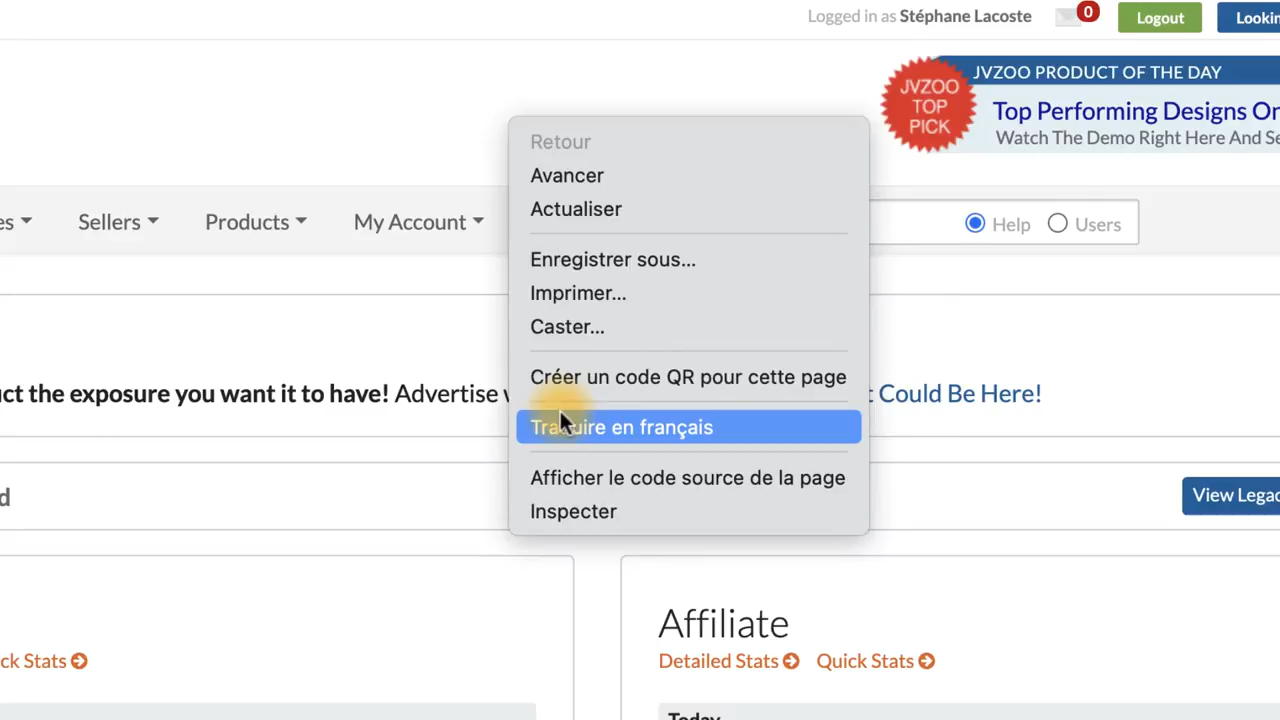 Logged in as Stéphane Lacoste 0 Logout Lookin
JVZOO PRODUCT OF THE DAY
JVZOO
TOP
PICK
Top Performing Designs On
Watch The Demo Right Here And Se
Retour
Avancer
Actualiser
Enregistrer sous...
Imprimer...
Caster...
Créer un code QR pour cette page
Traduire en français
Afficher le code source de la page
Inspecter
es Sellers Products My Account Help Users
ct the exposure you want it to have! Advertise w t Could Be Here!
d View Legac
Affiliate
ck Stats Detailed Stats Quick Stats
Today